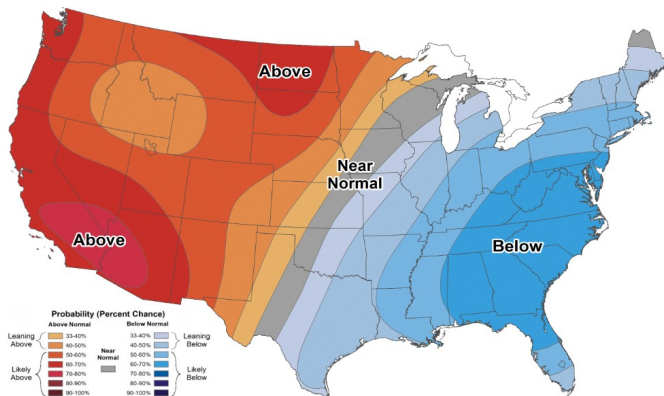 Above
Near
Normal
Above
Below
Probability (Percent Chance)
Above Normal Below Normal
Leaning Above
33-40% 33-40%
40-50% 40-50%
Leaning Below
Near Normal
Likely Above
50-60% 50-60%
60-70% 60-70%
70-80% 70-80%
80-90% 80-90%
90-100% 90-100%
Likely Below